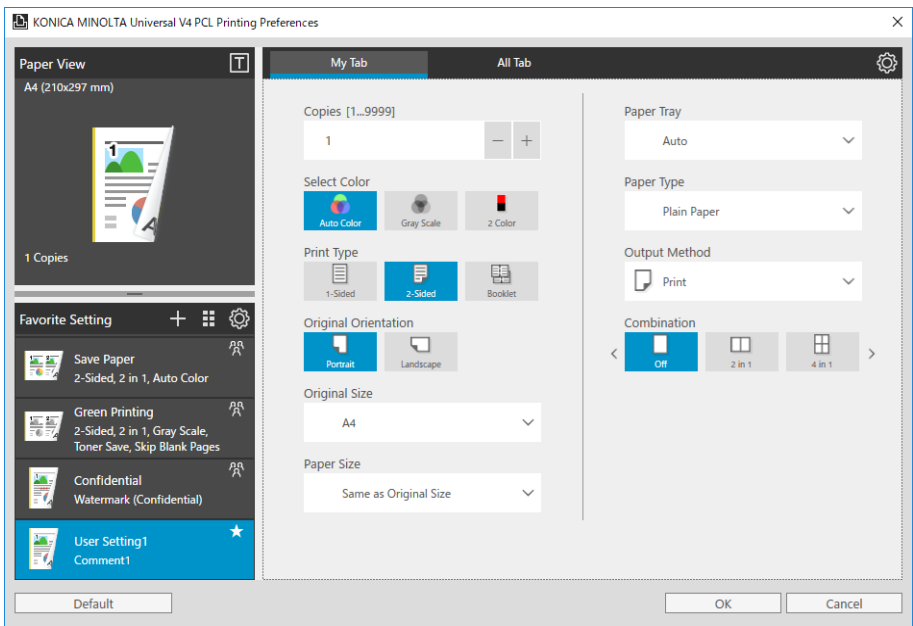 KONICA MINOLTA Universal V4 PCL Printing Preferences
Paper View
T
A4 (210x297 mm)
1
A
1 Copies
Favorite Setting
Save Paper
2-Sided, 2 in 1, Auto Color
Green Printing
2-Sided, 2 in 1, Gray Scale,
Toner Save, Skip Blank Pages
Confidential
Watermark (Confidential)
User Setting1
Comment1
My Tab
All Tab
Copies [1...9999]
1
Select Color
Auto Color
Gray Scale
2 Color
Print Type
1-Sided
2-Sided
Booklet
Original Orientation
Portrait
Landscape
Original Size
A4
Paper Size
Same as Original Size
Paper Tray
Auto
Paper Type
Plain Paper
Output Method
Print
Combination
Off
2 in 1
4 in 1
Default
OK
Cancel